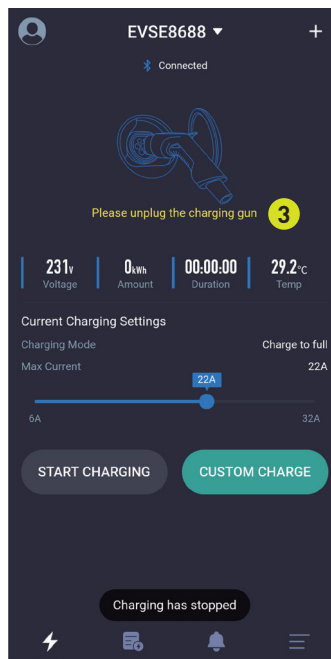 EVSE8688 ▼ +
Connected
Please unplug the charging gun 3
231V 0kWh 00:00:00 29.2°C
Voltage Amount Duration Temp
Current Charging Settings
Charging Mode Charge to full
Max Current 22A
22A
6A 32A
START CHARGING CUSTOM CHARGE
Charging has stopped